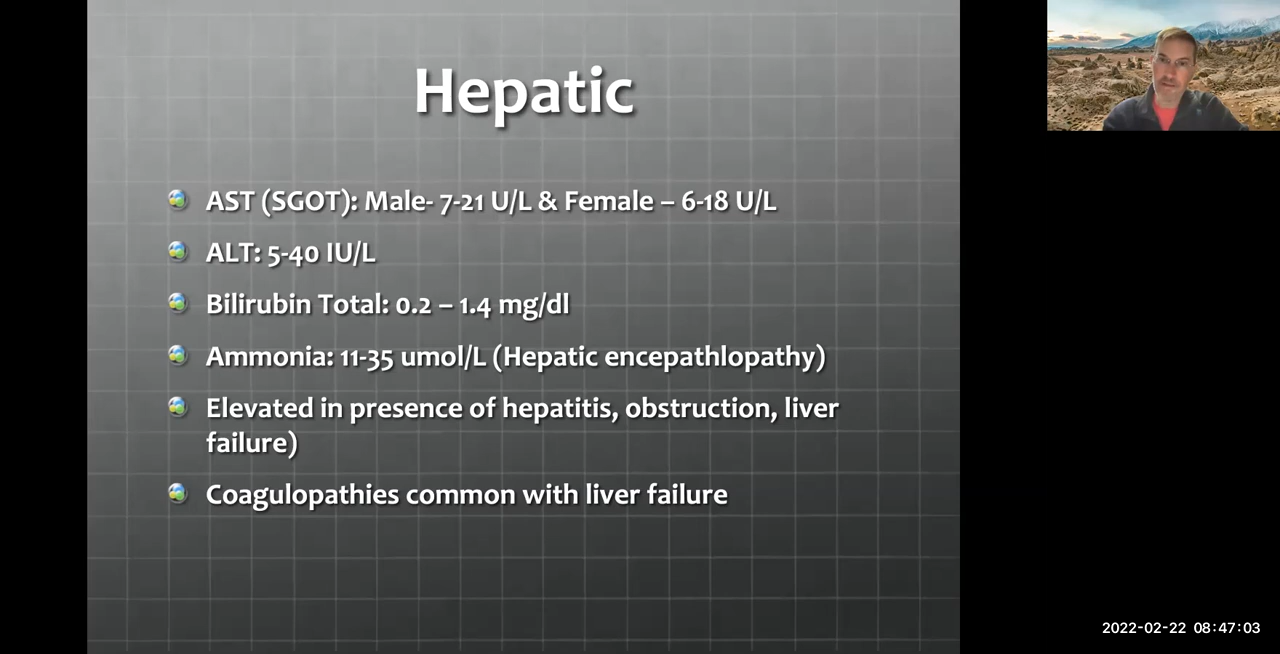 Hepatic
AST (SGOT): Male- 7-21 U/L & Female – 6-18 U/L
ALT: 5-40 IU/L
Bilirubin Total: 0.2 – 1.4 mg/dl
Ammonia: 11-35 umol/L (Hepatic encepathlopathy)
Elevated in presence of hepatitis, obstruction, liver
failure)
Coagulopathies common with liver failure
2022-02-22 08:47:03